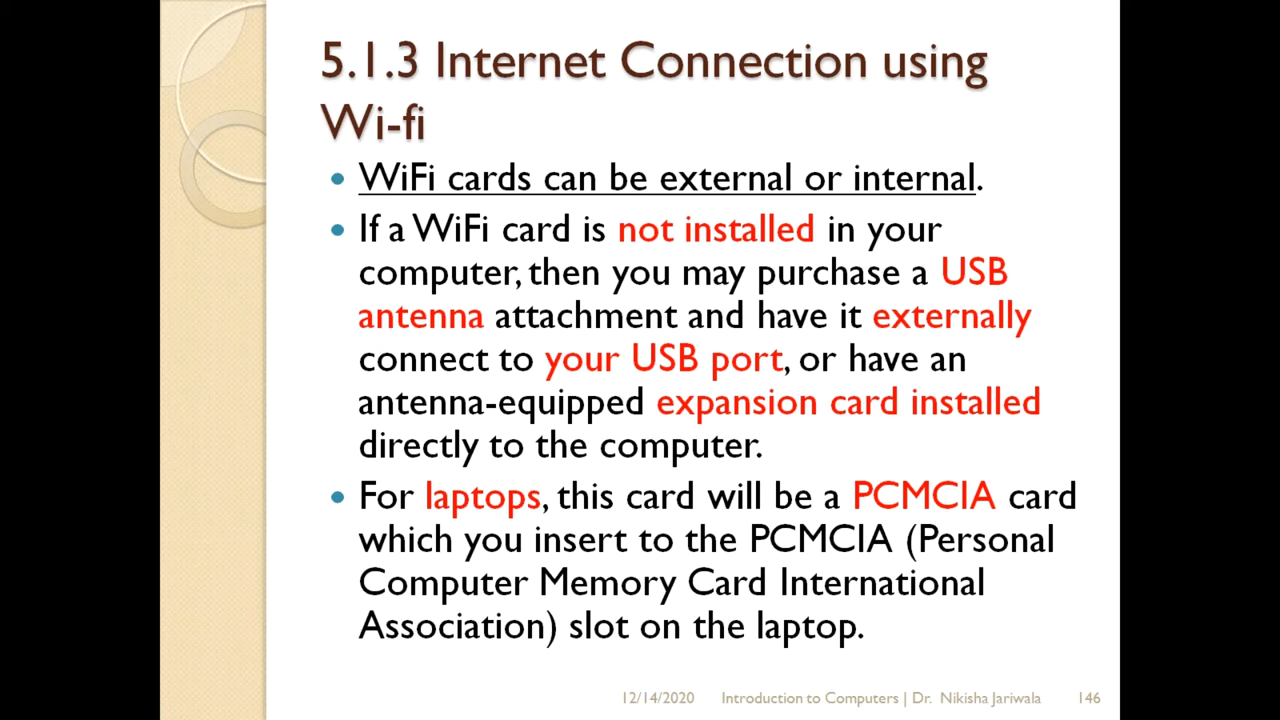 5.1.3 Internet Connection using
Wi-fi
• WiFi cards can be external or internal.
• If a WiFi card is not installed in your
computer, then you may purchase a USB
antenna attachment and have it externally
connect to your USB port, or have an
antenna-equipped expansion card installed
directly to the computer.
• For laptops, this card will be a PCMCIA card
which you insert to the PCMCIA (Personal
Computer Memory Card International
Association) slot on the laptop.
12/14/2020 Introduction to Computers | Dr. Nikisha Jariwala 146